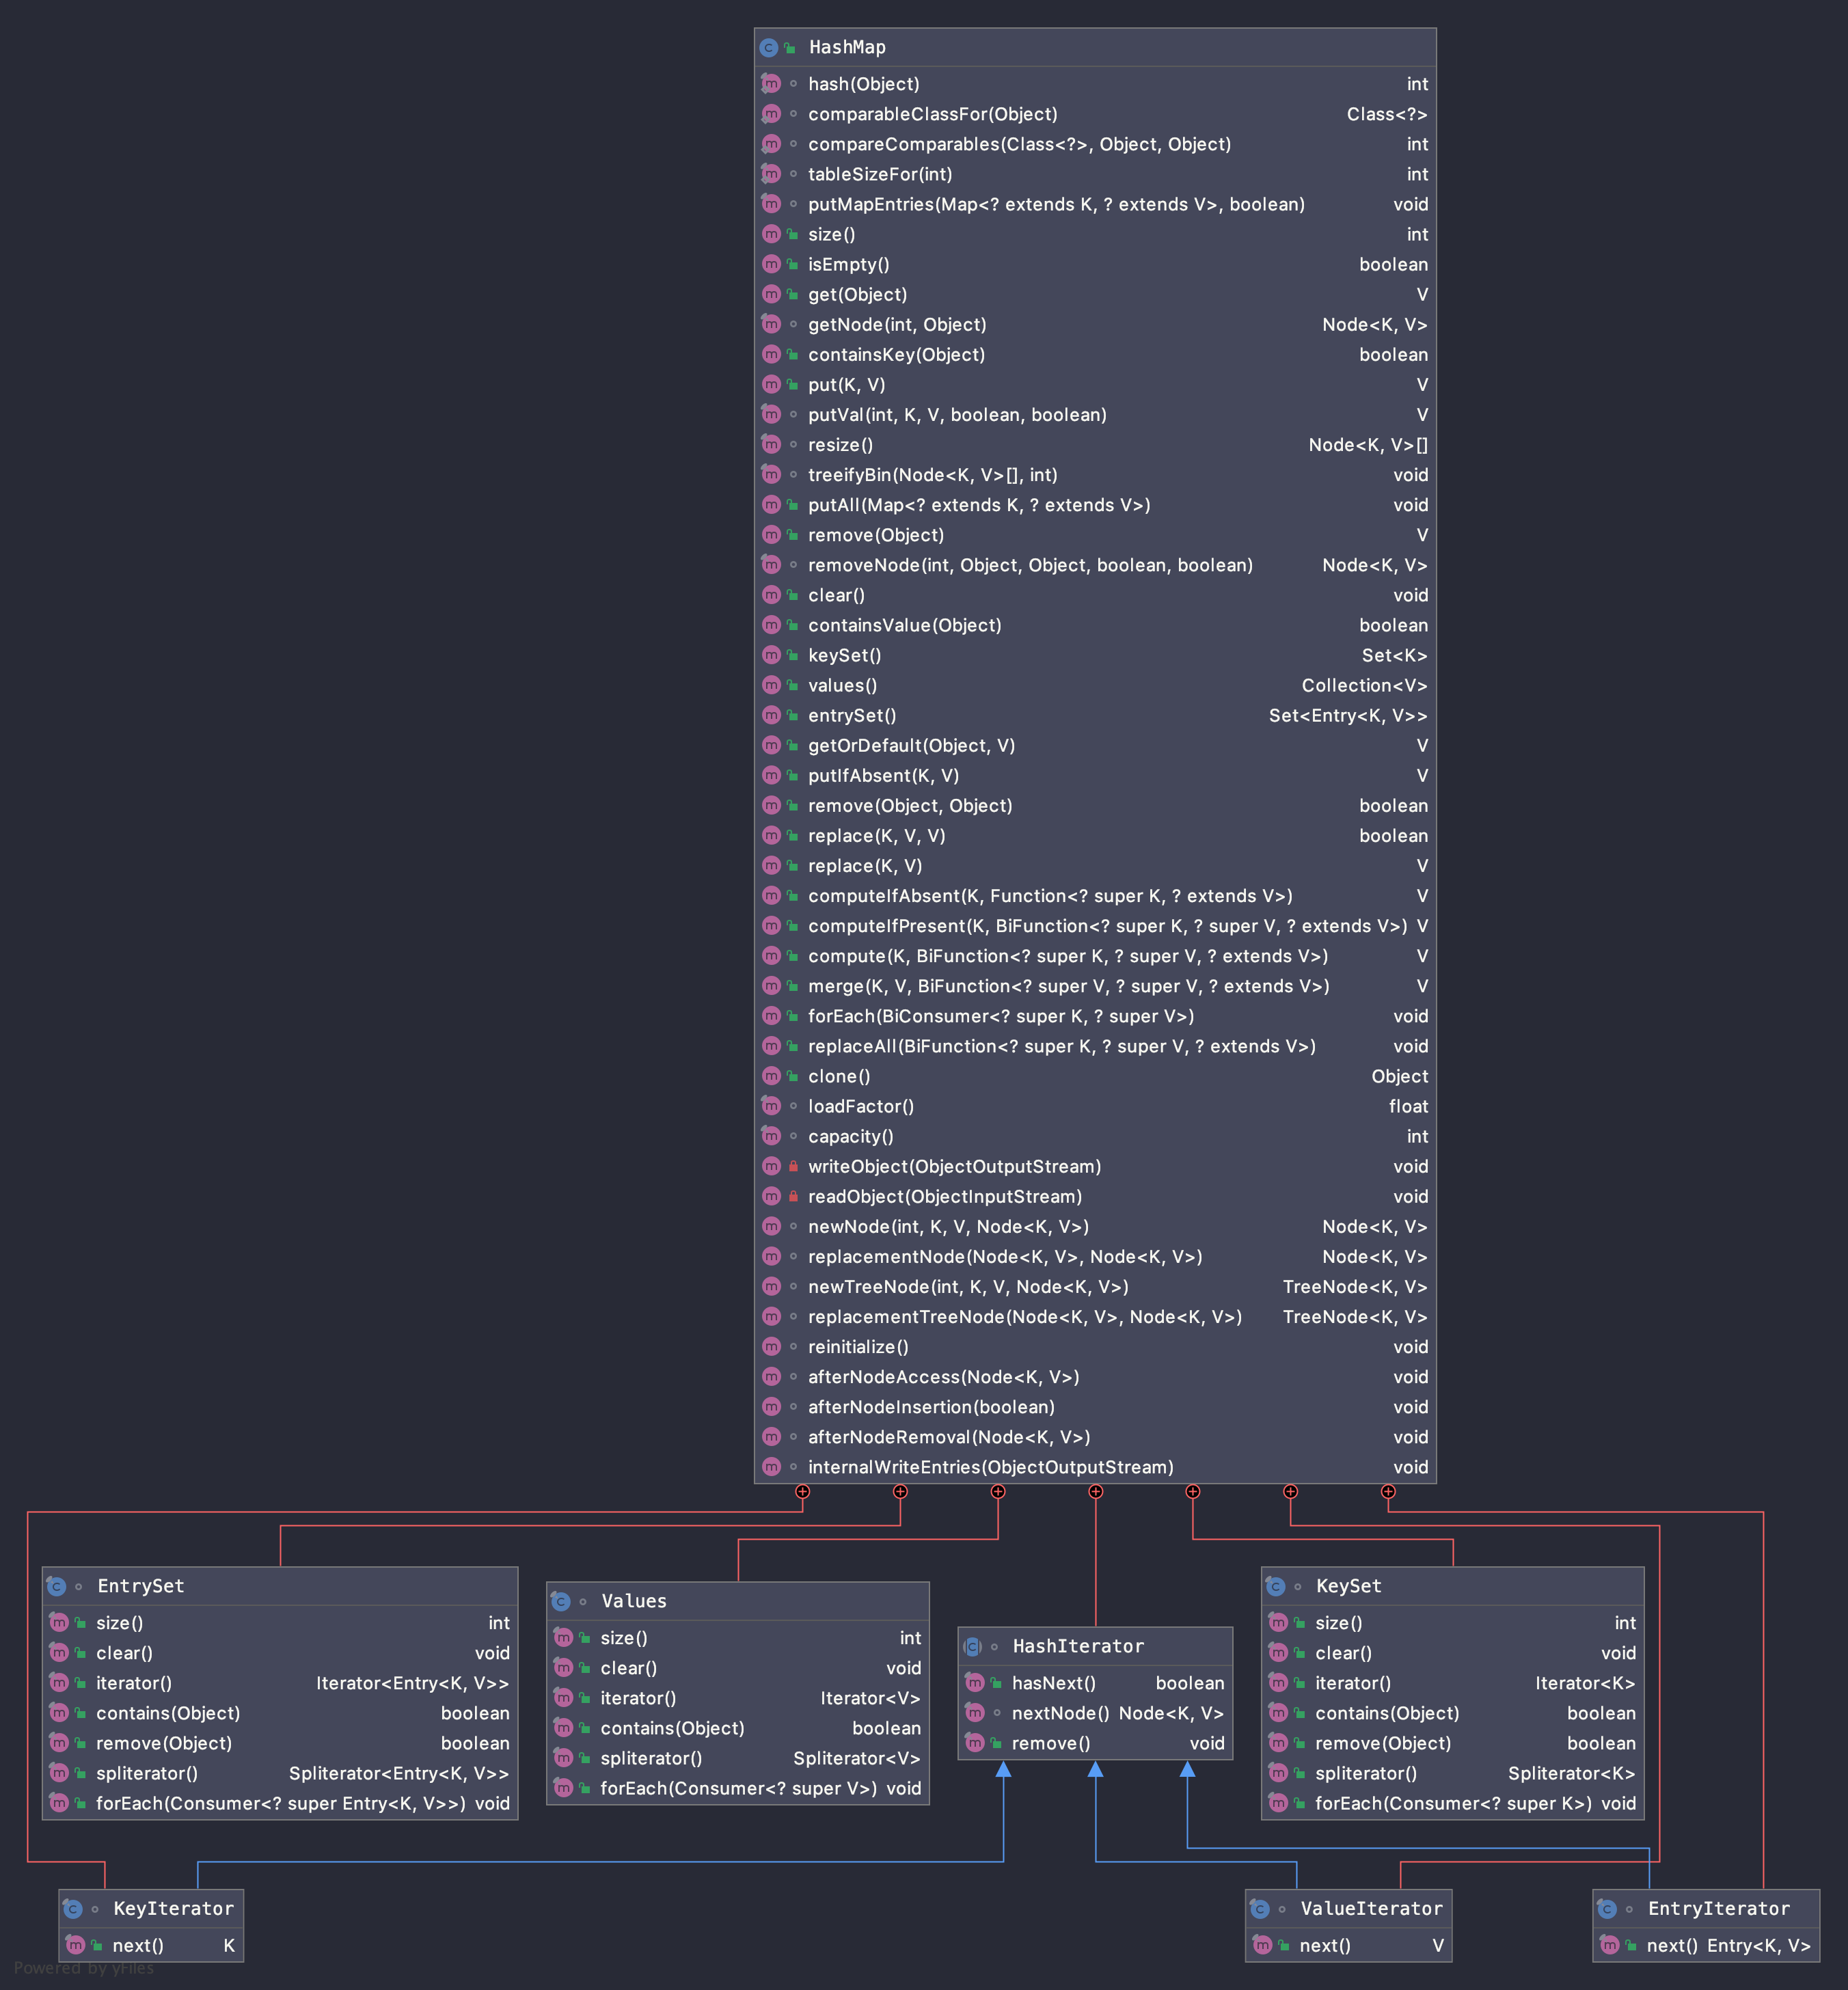 HashMap
hash(Object) int
comparableClassFor(Object) Class<?>
compareComparables(Class<?>, Object, Object) int
tableSizeFor(int) int
putMapEntries(Map<? extends K, ? extends V>, boolean) void
size() int
isEmpty() boolean
get(Object) V
getNode(int, Object) Node<K, V>
containsKey(Object) boolean
put(K, V) V
putVal(int, K, V, boolean, boolean) V
resize() Node<K, V>[]
treeifyBin(Node<K, V>[], int) void
putAll(Map<? extends K, ? extends V>) void
remove(Object) V
removeNode(int, Object, Object, boolean, boolean) Node<K, V>
clear() void
containsValue(Object) boolean
keySet() Set<K>
values() Collection<V>
entrySet() Set<Entry<K, V>>
getOrDefault(Object, V) V
putIfAbsent(K, V) V
remove(Object, Object) boolean
replace(K, V, V) boolean
replace(K, V) V
computeIfAbsent(K, Function<? super K, ? extends V>) V
computeIfPresent(K, BiFunction<? super K, ? super V, ? extends V>) V
compute(K, BiFunction<? super K, ? super V, ? extends V>) V
merge(K, V, BiFunction<? super V, ? super V, ? extends V>) V
forEach(BiConsumer<? super K, ? super V>) void
replaceAll(BiFunction<? super K, ? super V, ? extends V>) void
clone() Object
loadFactor() float
capacity() int
writeObject(ObjectOutputStream) void
readObject(ObjectInputStream) void
newNode(int, K, V, Node<K, V>) Node<K, V>
replacementNode(Node<K, V>, Node<K, V>) Node<K, V>
newTreeNode(int, K, V, Node<K, V>) TreeNode<K, V>
replacementTreeNode(Node<K, V>, Node<K, V>) TreeNode<K, V>
reinitialize() void
afterNodeAccess(Node<K, V>) void
afterNodeInsertion(boolean) void
afterNodeRemoval(Node<K, V>) void
internalWriteEntries(ObjectOutputStream) void
EntrySet
size() int
clear() void
iterator() Iterator<Entry<K, V>>
contains(Object) boolean
remove(Object) boolean
spliterator() Spliterator<Entry<K, V>>
forEach(Consumer<? super Entry<K, V>>) void
Values
size() int
clear() void
iterator() Iterator<V>
contains(Object) boolean
spliterator() Spliterator<V>
forEach(Consumer<? super V>) void
HashIterator
hasNext() boolean
nextNode() Node<K, V>
remove() void
KeySet
size() int
clear() void
iterator() Iterator<K>
contains(Object) boolean
remove(Object) boolean
spliterator() Spliterator<K>
forEach(Consumer<? super K>) void
KeyIterator
next() K
ValueIterator
next() V
EntryIterator
next() Entry<K, V>
Powered by yFiles